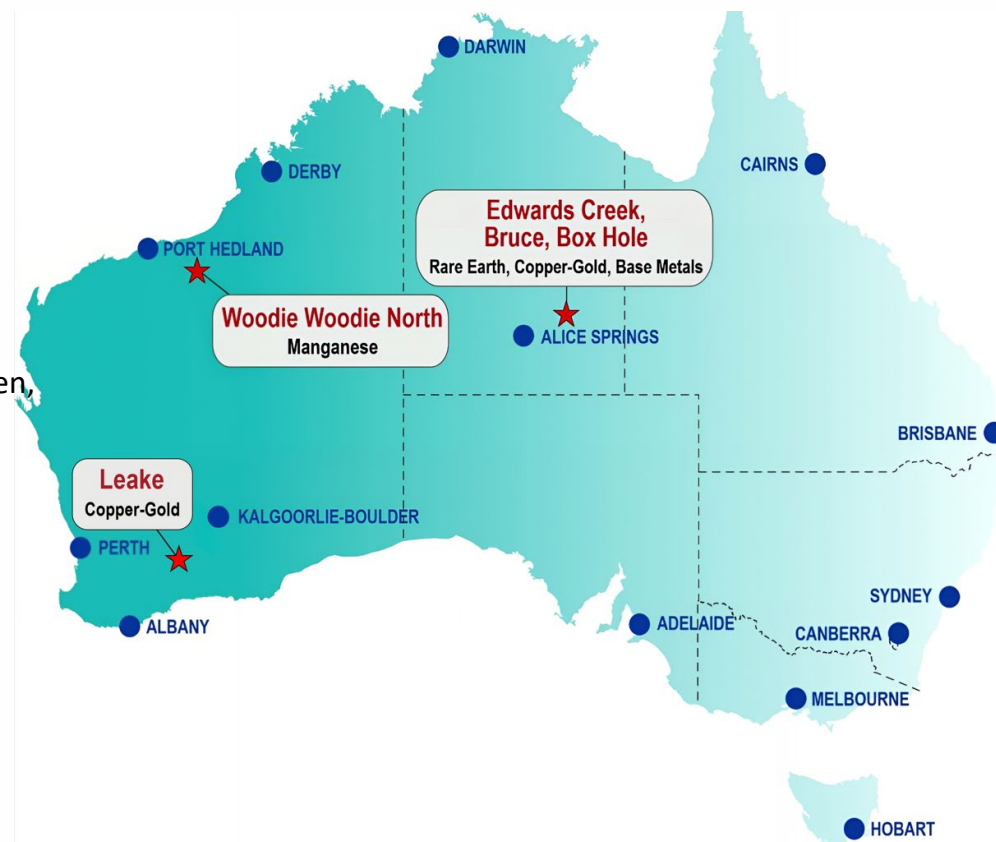 DARWIN
DERBY
CAIRNS
Edwards Creek,
Bruce, Box Hole
Rare Earth, Copper-Gold, Base Metals
PORT HEDLAND
Woodie Woodie North
Manganese
ALICE SPRINGS
en,
BRISBANE
Leake
Copper-Gold
KALGOORLIE-BOULDER
PERTH
SYDNEY
ALBANY
ADELAIDE
CANBERRA
MELBOURNE
HOBART